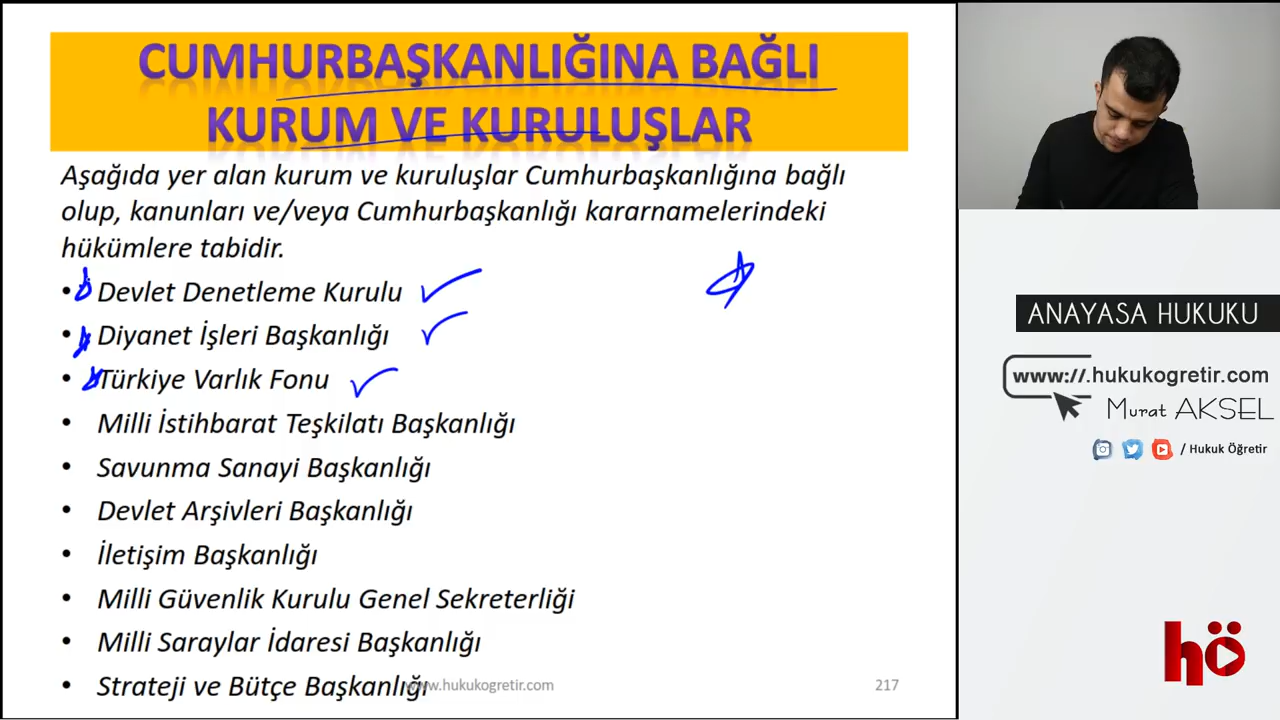 CUMHURBAŞKANLIĞINA BAĞLI
KURUM VE KURULUŞLAR
Aşağıda yer alan kurum ve kuruluşlar Cumhurbaşkanlığına bağlı
olup, kanunları ve/veya Cumhurbaşkanlığı kararnamelerindeki
hükümlere tabidir.
• Devlet Denetleme Kurulu
• Diyanet İşleri Başkanlığı
• Türkiye Varlık Fonu
• Milli İstihbarat Teşkilatı Başkanlığı
• Savunma Sanayi Başkanlığı
• Devlet Arşivleri Başkanlığı
• İletişim Başkanlığı
• Milli Güvenlik Kurulu Genel Sekreterliği
• Milli Saraylar İdaresi Başkanlığı
• Strateji ve Bütçe Başkanlığı
www.hukukogretir.com
217
ANAYASA HUKUKU
www://.hukukogretir.com
Murat AKSEL
/ Hukuk Öğretir
hö